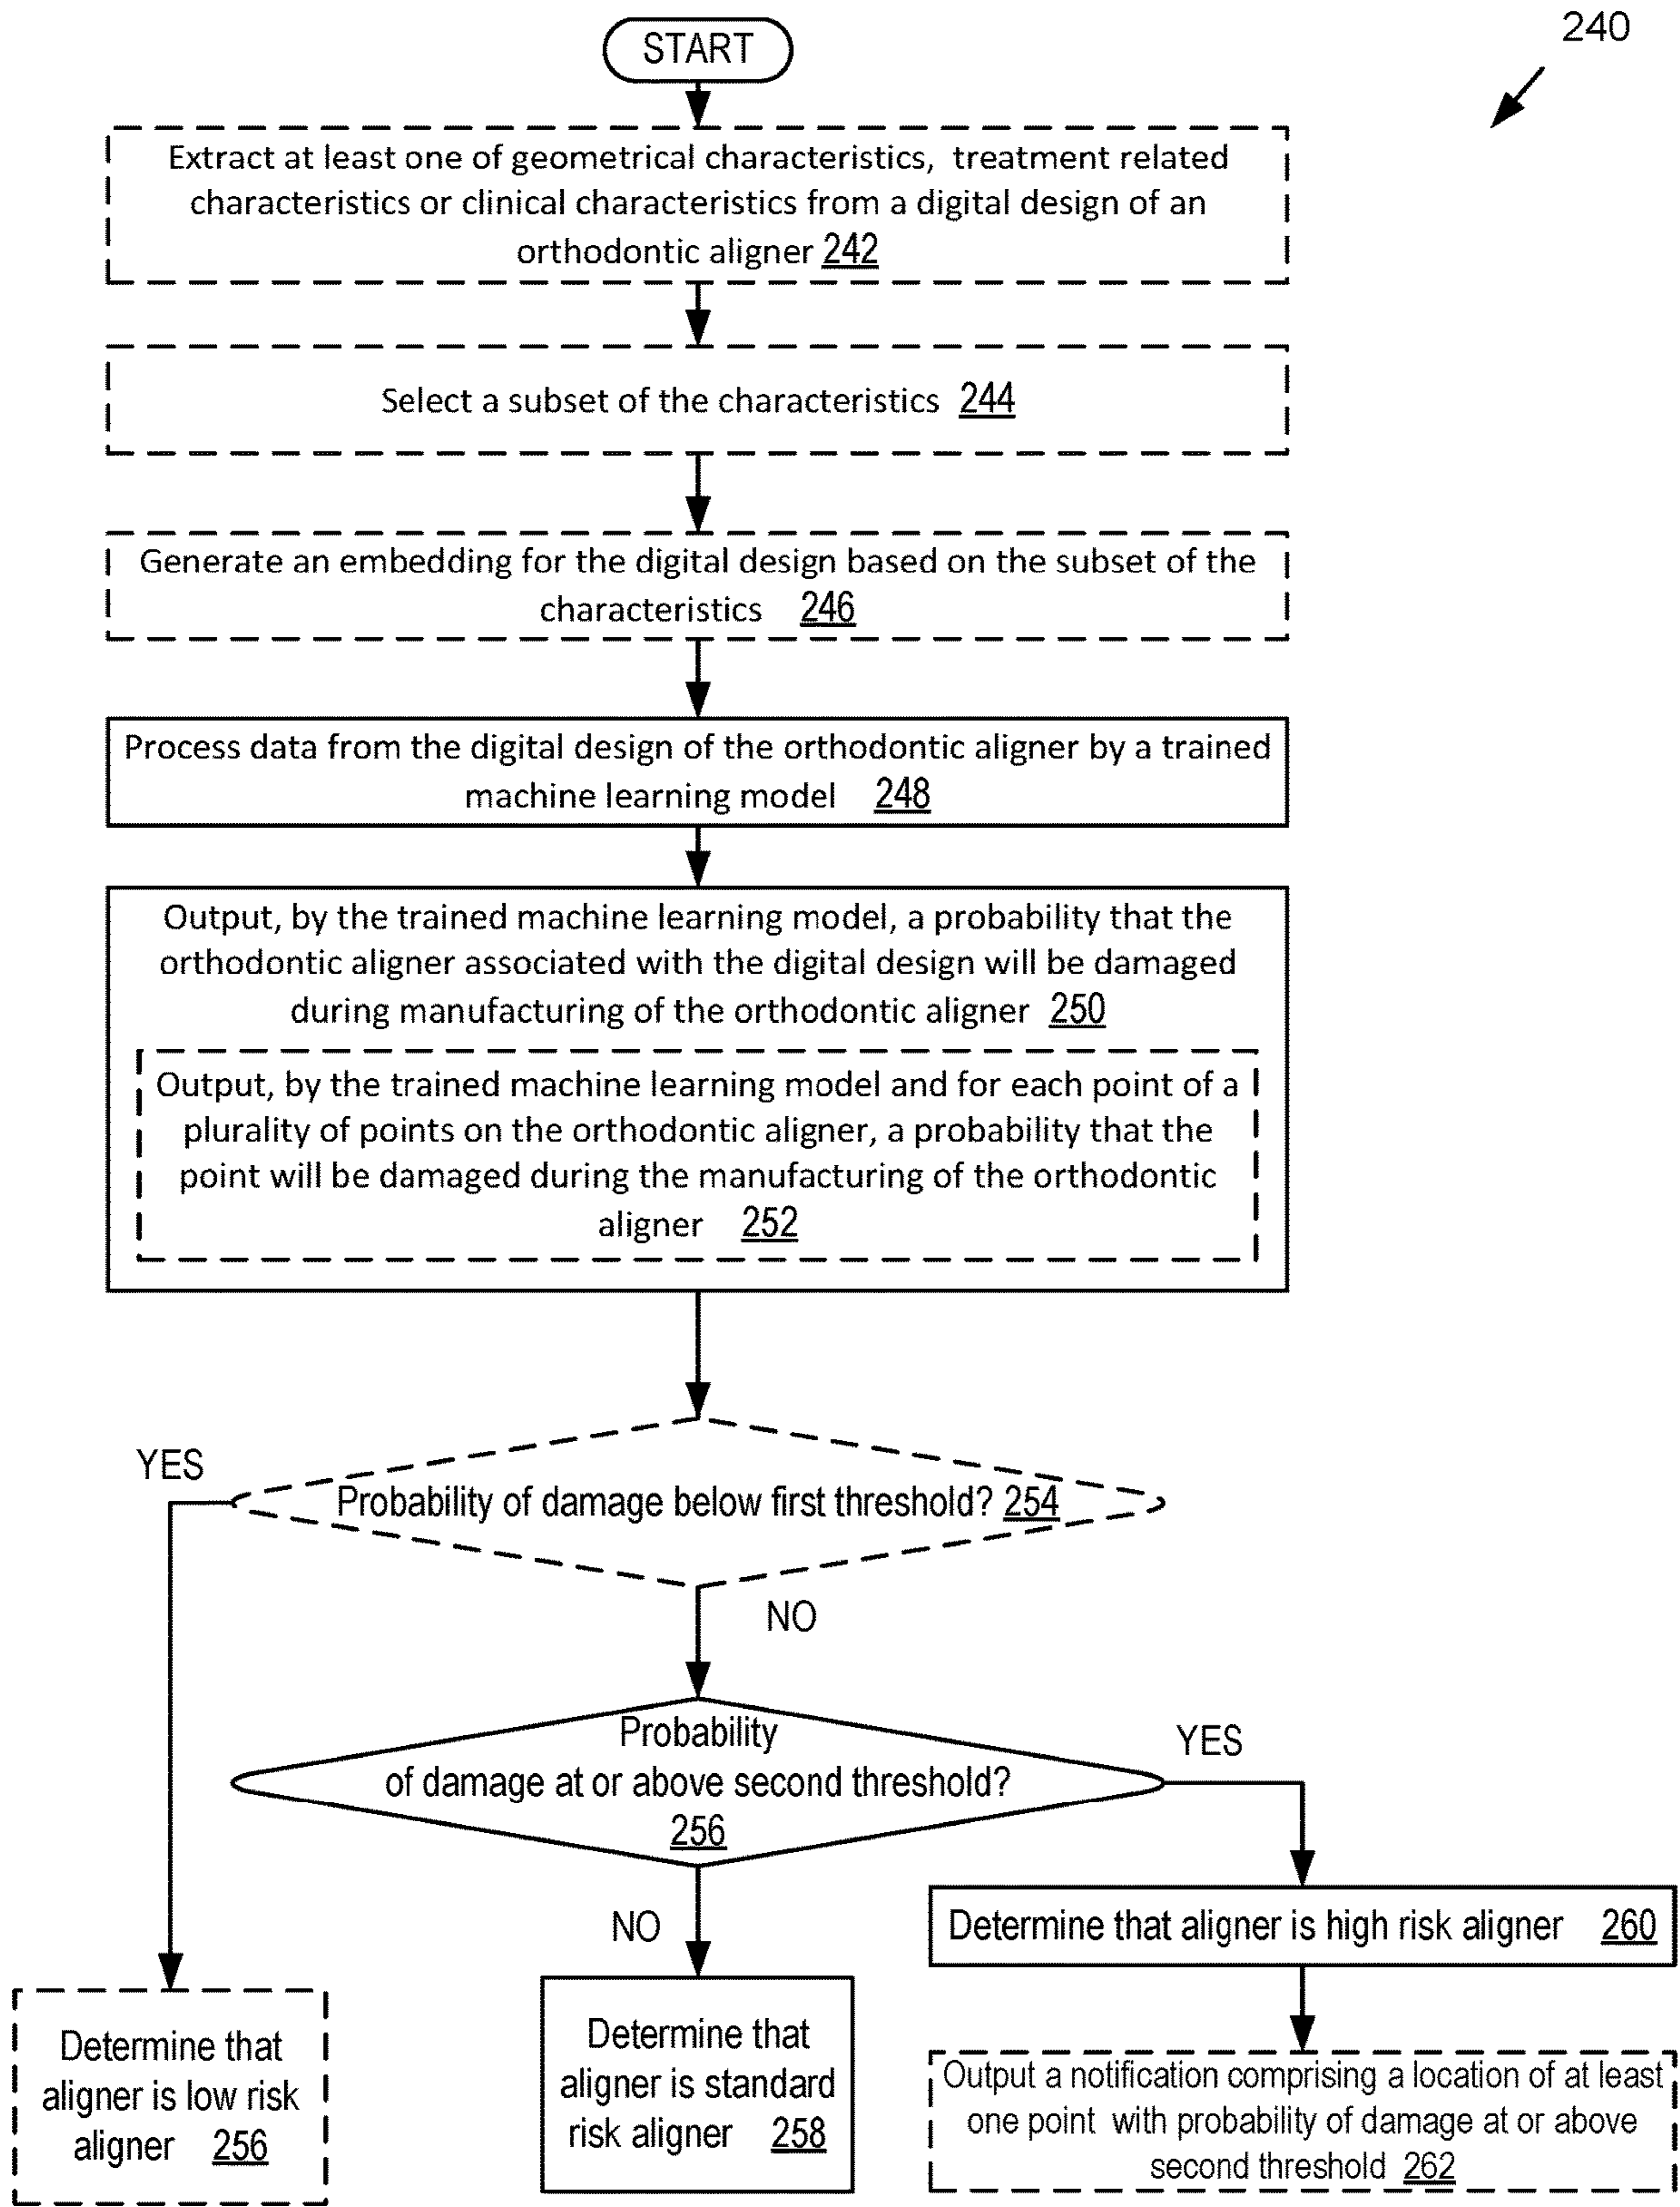 240
START
Extract at least one of geometrical characteristics, treatment related
characteristics or clinical characteristics from a digital design of an
orthodontic aligner 242
Select a subset of the characteristics 244
Generate an embedding for the digital design based on the subset of the
characteristics 246
Process data from the digital design of the orthodontic aligner by a trained
machine learning model 248
Output, by the trained machine learning model, a probability that the
orthodontic aligner associated with the digital design will be damaged
during manufacturing of the orthodontic aligner 250
Output, by the trained machine learning model and for each point of a
plurality of points on the orthodontic aligner, a probability that the
point will be damaged during the manufacturing of the orthodontic
aligner 252
YES
Probability of damage below first threshold? 254
NO
Probability
of damage at or above second threshold?
256
YES
NO
Determine that aligner is high risk aligner 260
Determine that
aligner is low risk
aligner 256
Determine that
aligner is standard
risk aligner 258
Output a notification comprising a location of at least
one point with probability of damage at or above
second threshold 262